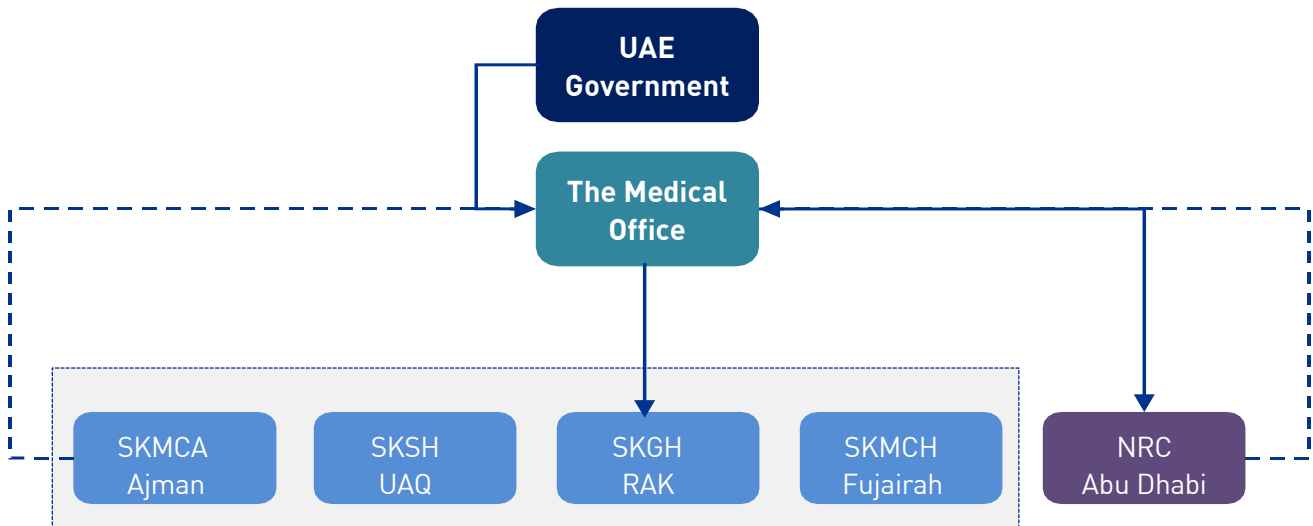 UAE
Government
The Medical
Office
SKMCA
Ajman
SKSH
UAQ
SKGH
RAK
SKMCH
Fujairah
NRC
Abu Dhabi